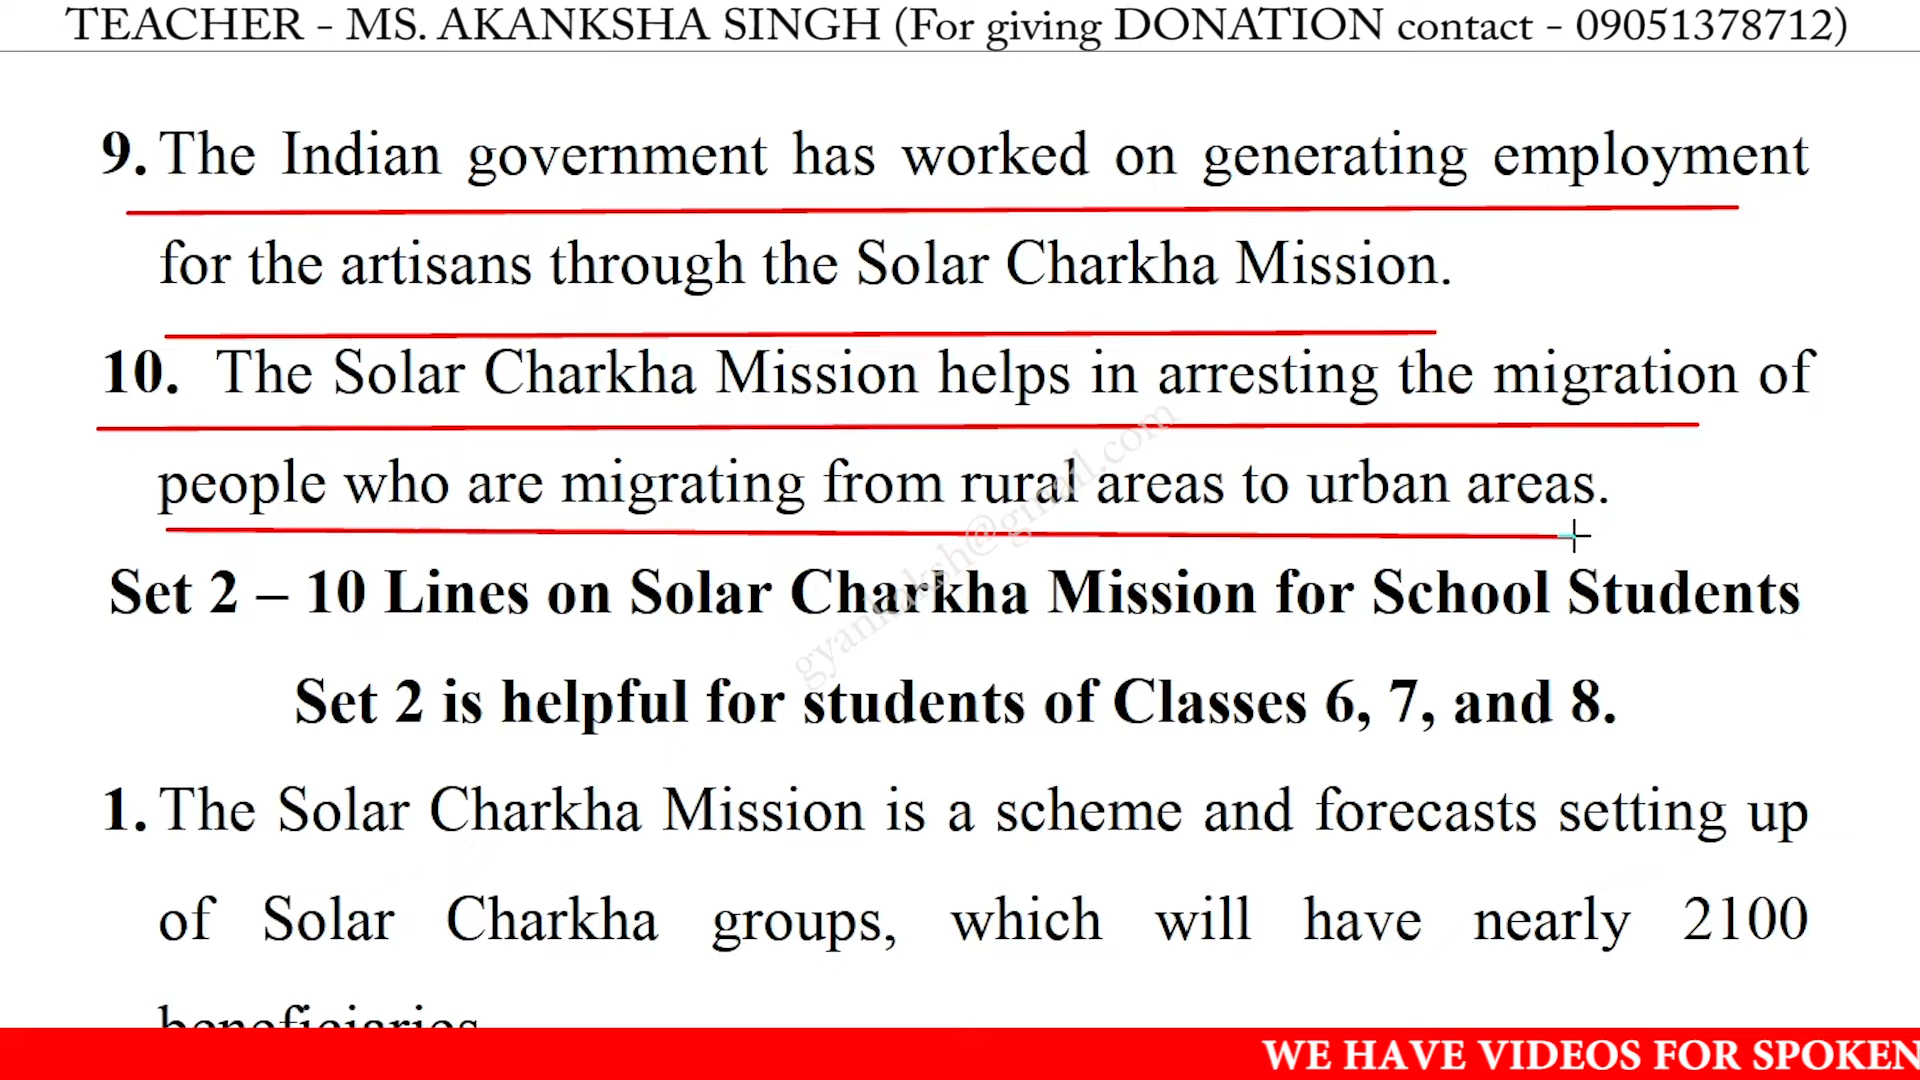 TEACHER - MS. AKANKSHA SINGH (For giving DONATION contact - 09051378712)
9. The Indian government has worked on generating employment
for the artisans through the Solar Charkha Mission.
10. The Solar Charkha Mission helps in arresting the migration of
people who are migrating from rural areas to urban areas.
Set 2 – 10 Lines on Solar Charkha Mission for School Students
Set 2 is helpful for students of Classes 6, 7, and 8.
1. The Solar Charkha Mission is a scheme and forecasts setting up
of Solar Charkha groups, which will have nearly 2100
beneficiaries
WE HAVE VIDEOS FOR SPOKEN